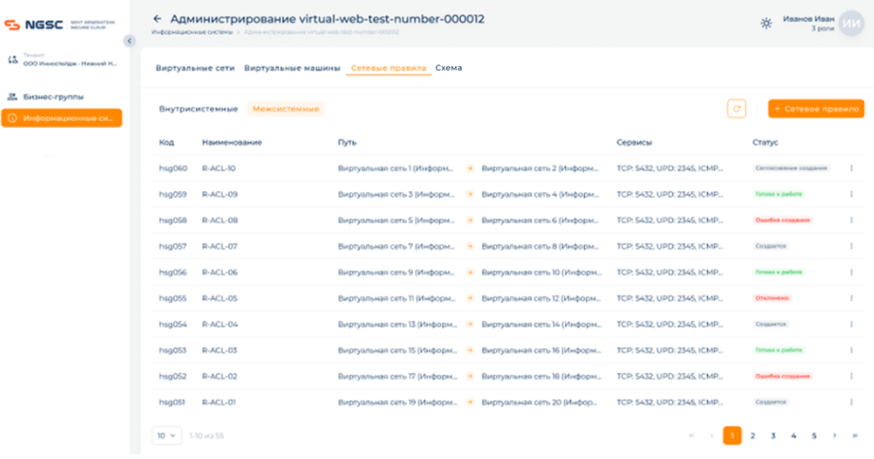 NGSC NEXT GENERATION
SECURE CLOUD
← Администрирование virtual-web-test-number-000012
Информационные системы > Администрирование virtual-web-test-number-000012
Иванов Иван
3 роли
ИИ
Тенант
ООО Инностейдж - Нижний Н...
Бизнес-группы
Информационные си...
Виртуальные сети Виртуальные машины Сетевые правила Схема
Внутрисистемные Межсистемные + Сетевое правило
Код Наименование Путь Сервисы Статус
hsg060 R-ACL-10 Виртуальная сеть 1 (Информ... → Виртуальная сеть 2 (Информ... TCP: 5432, UPD: 2345, ICMP... Согласование создания
hsg059 R-ACL-09 Виртуальная сеть 3 (Информ... → Виртуальная сеть 4 (Информ... TCP: 5432, UPD: 2345, ICMP... Готово к работе
hsg058 R-ACL-08 Виртуальная сеть 5 (Информ... → Виртуальная сеть 6 (Информ... TCP: 5432, UPD: 2345, ICMP... Ошибка создания
hsg057 R-ACL-07 Виртуальная сеть 7 (Информ... → Виртуальная сеть 8 (Информ... TCP: 5432, UPD: 2345, ICMP... Создается
hsg056 R-ACL-06 Виртуальная сеть 9 (Информ... → Виртуальная сеть 10 (Информ... TCP: 5432, UPD: 2345, ICMP... Готово к работе
hsg055 R-ACL-05 Виртуальная сеть 11 (Информ... → Виртуальная сеть 12 (Информ... TCP: 5432, UPD: 2345, ICMP... Отклонено
hsg054 R-ACL-04 Виртуальная сеть 13 (Информ... → Виртуальная сеть 14 (Информ... TCP: 5432, UPD: 2345, ICMP... Создается
hsg053 R-ACL-03 Виртуальная сеть 15 (Информ... → Виртуальная сеть 16 (Информ... TCP: 5432, UPD: 2345, ICMP... Готово к работе
hsg052 R-ACL-02 Виртуальная сеть 17 (Информ... → Виртуальная сеть 18 (Информ... TCP: 5432, UPD: 2345, ICMP... Ошибка создания
hsg051 R-ACL-01 Виртуальная сеть 19 (Информ... → Виртуальная сеть 20 (Инфор... TCP: 5432, UPD: 2345, ICMP... Создается
10 1-10 из 55 « ‹ 1 2 3 4 5 › »